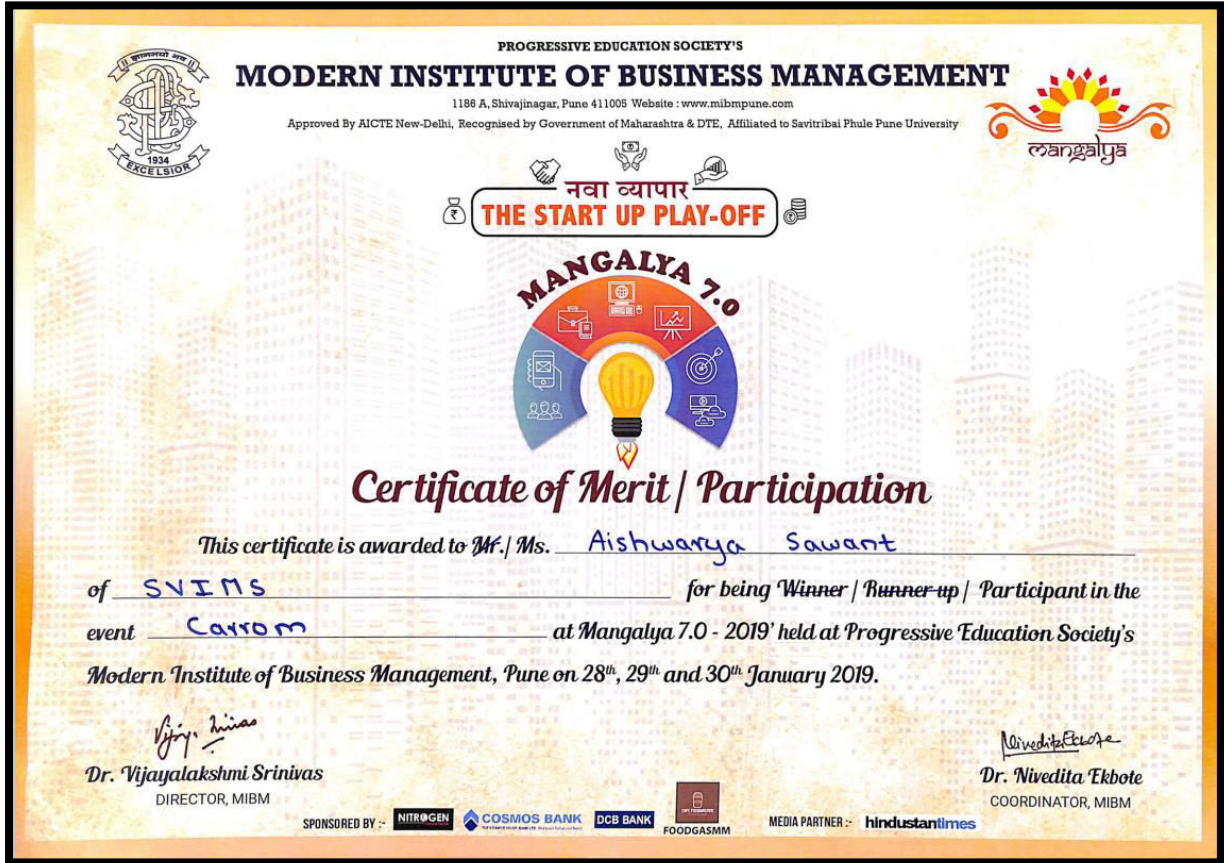 PROGRESSIVE EDUCATION SOCIETY'S
MODERN INSTITUTE OF BUSINESS MANAGEMENT
1186 A, Shivajinagar, Pune 411005 Website : www.mibmpune.com
Approved By AICTE New-Delhi, Recognised by Government of Maharashtra & DTE, Affiliated to Savitribai Phule Pune University
|| ज्ञानमयो भव ||
1934
EXCELSIOR
mangalya
नवा व्यापार
THE START UP PLAY-OFF
MANGALYA 7.0
Certificate of Merit / Participation
This certificate is awarded to Mr./ Ms. Aishwarya Sawant
of SVIMS for being Winner / Runner up / Participant in the
event Carrom at Mangalya 7.0 - 2019' held at Progressive Education Society's
Modern Institute of Business Management, Pune on 28th, 29th and 30th January 2019.
Dr. Vijayalakshmi Srinivas
DIRECTOR, MIBM
Nivedita Ekbote
Dr. Nivedita Ekbote
COORDINATOR, MIBM
SPONSORED BY :- NITROGEN COSMOS BANK DCB BANK FOODGASMM MEDIA PARTNER :- hindustantimes